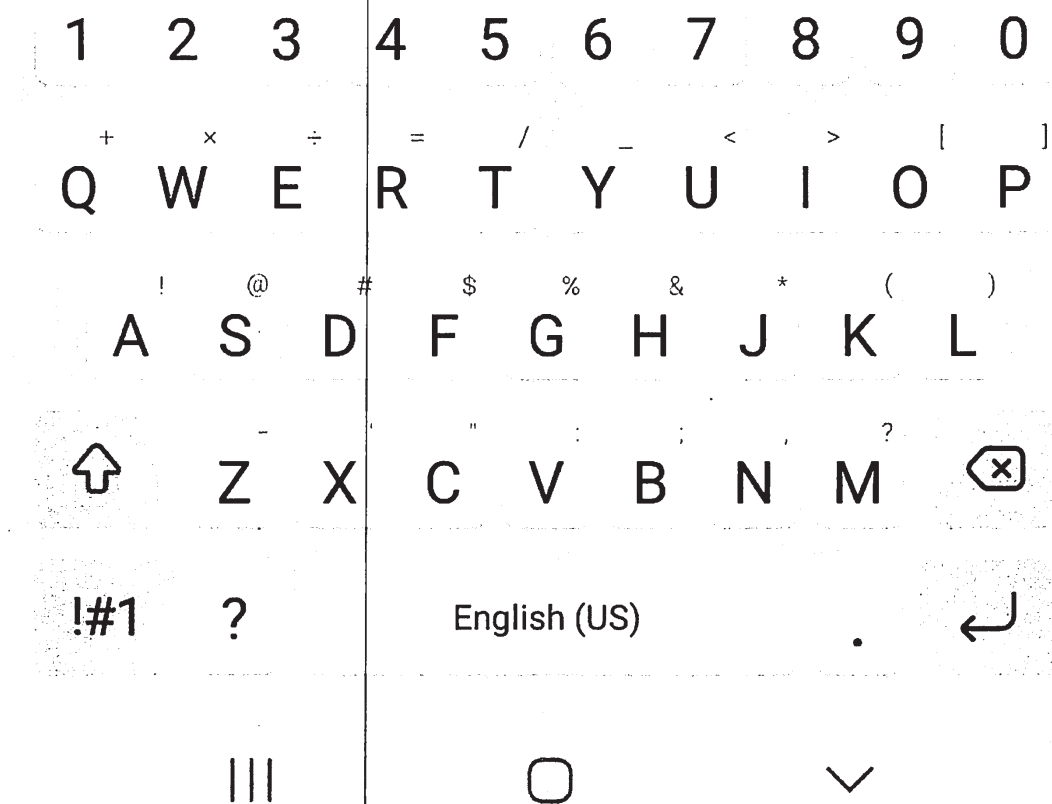 1 2 3 4 5 6 7 8 9 0
+ × ÷ = / _ < > [ ]
Q W E R T Y U I O P
! @ # $ % & * ( )
A S D F G H J K L
- ' " : ; , ?
Z X C V B N M
!#1 ? English (US) .